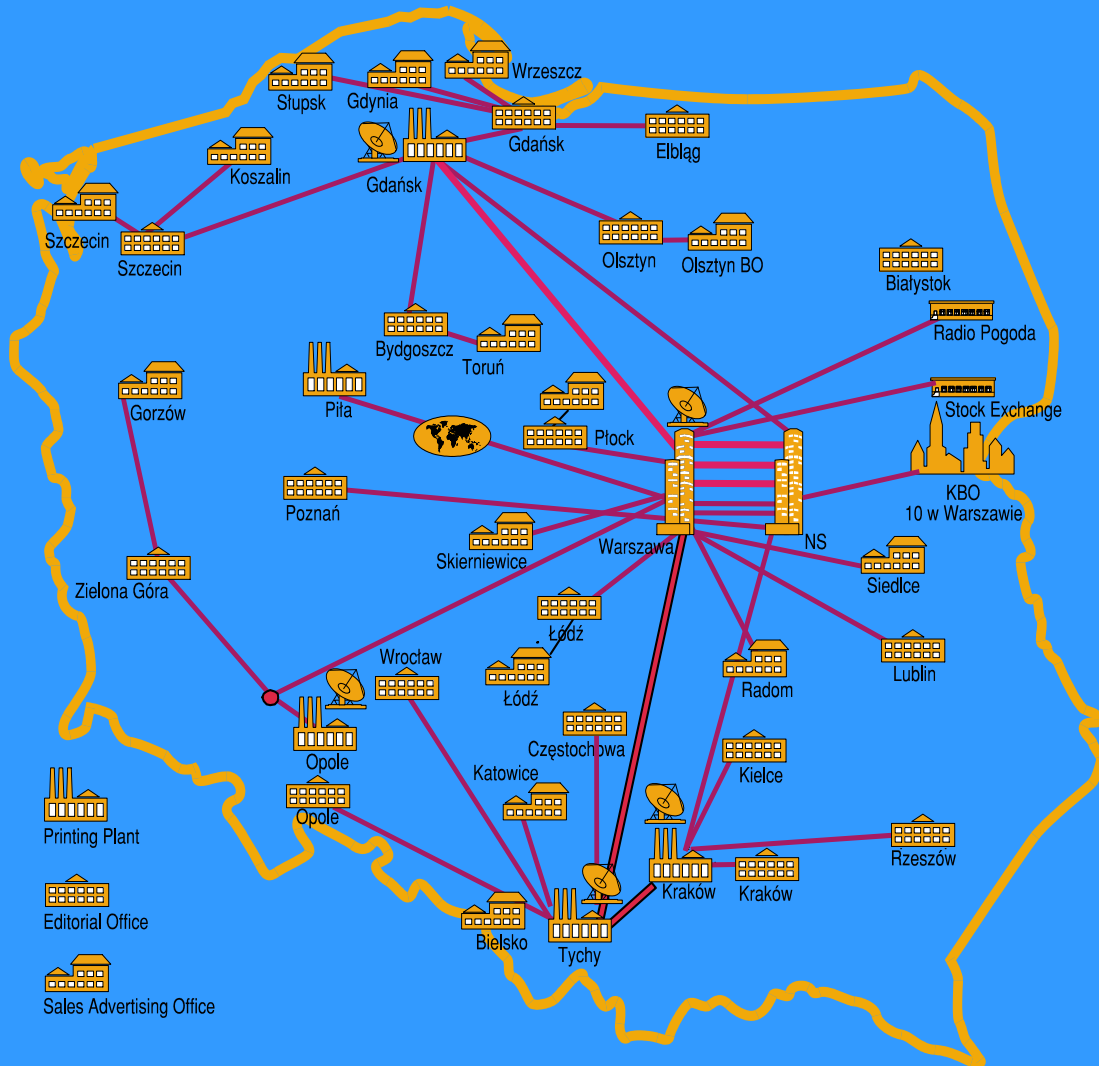 Wrzeszcz
Słupsk
Gdynia
Gdańsk
Elbląg
Koszalin
Gdańsk
Szczecin
Szczecin
Olsztyn
Olsztyn BO
Białystok
Radio Pogoda
Bydgoszcz
Toruń
Gorzów
Piła
Stock Exchange
Płock
KBO
10 w Warszawie
Poznań
Skierniewice
Warszawa
NS
Zielona Góra
Siedlce
Łódź
Wrocław
Łódź
Radom
Lublin
Częstochowa
Opole
Kielce
Katowice
Opole
Printing Plant
Rzeszów
Kraków
Kraków
Editorial Office
Bielsko
Tychy
Sales Advertising Office